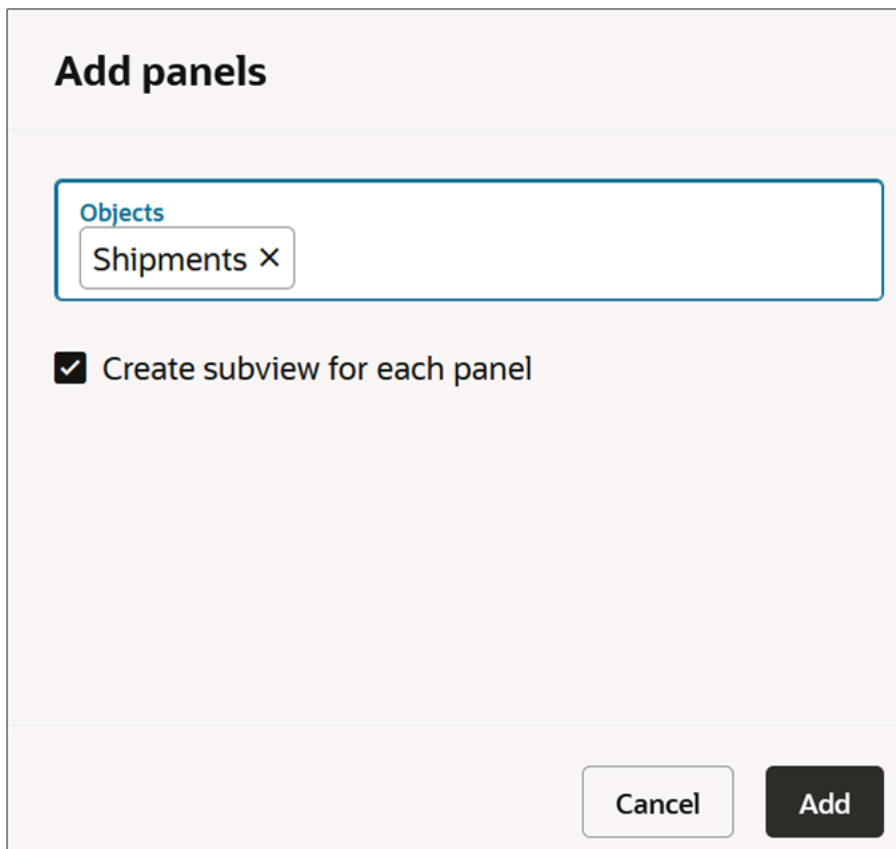 Add panels
Objects
Shipments ×
Create subview for each panel
Cancel Add